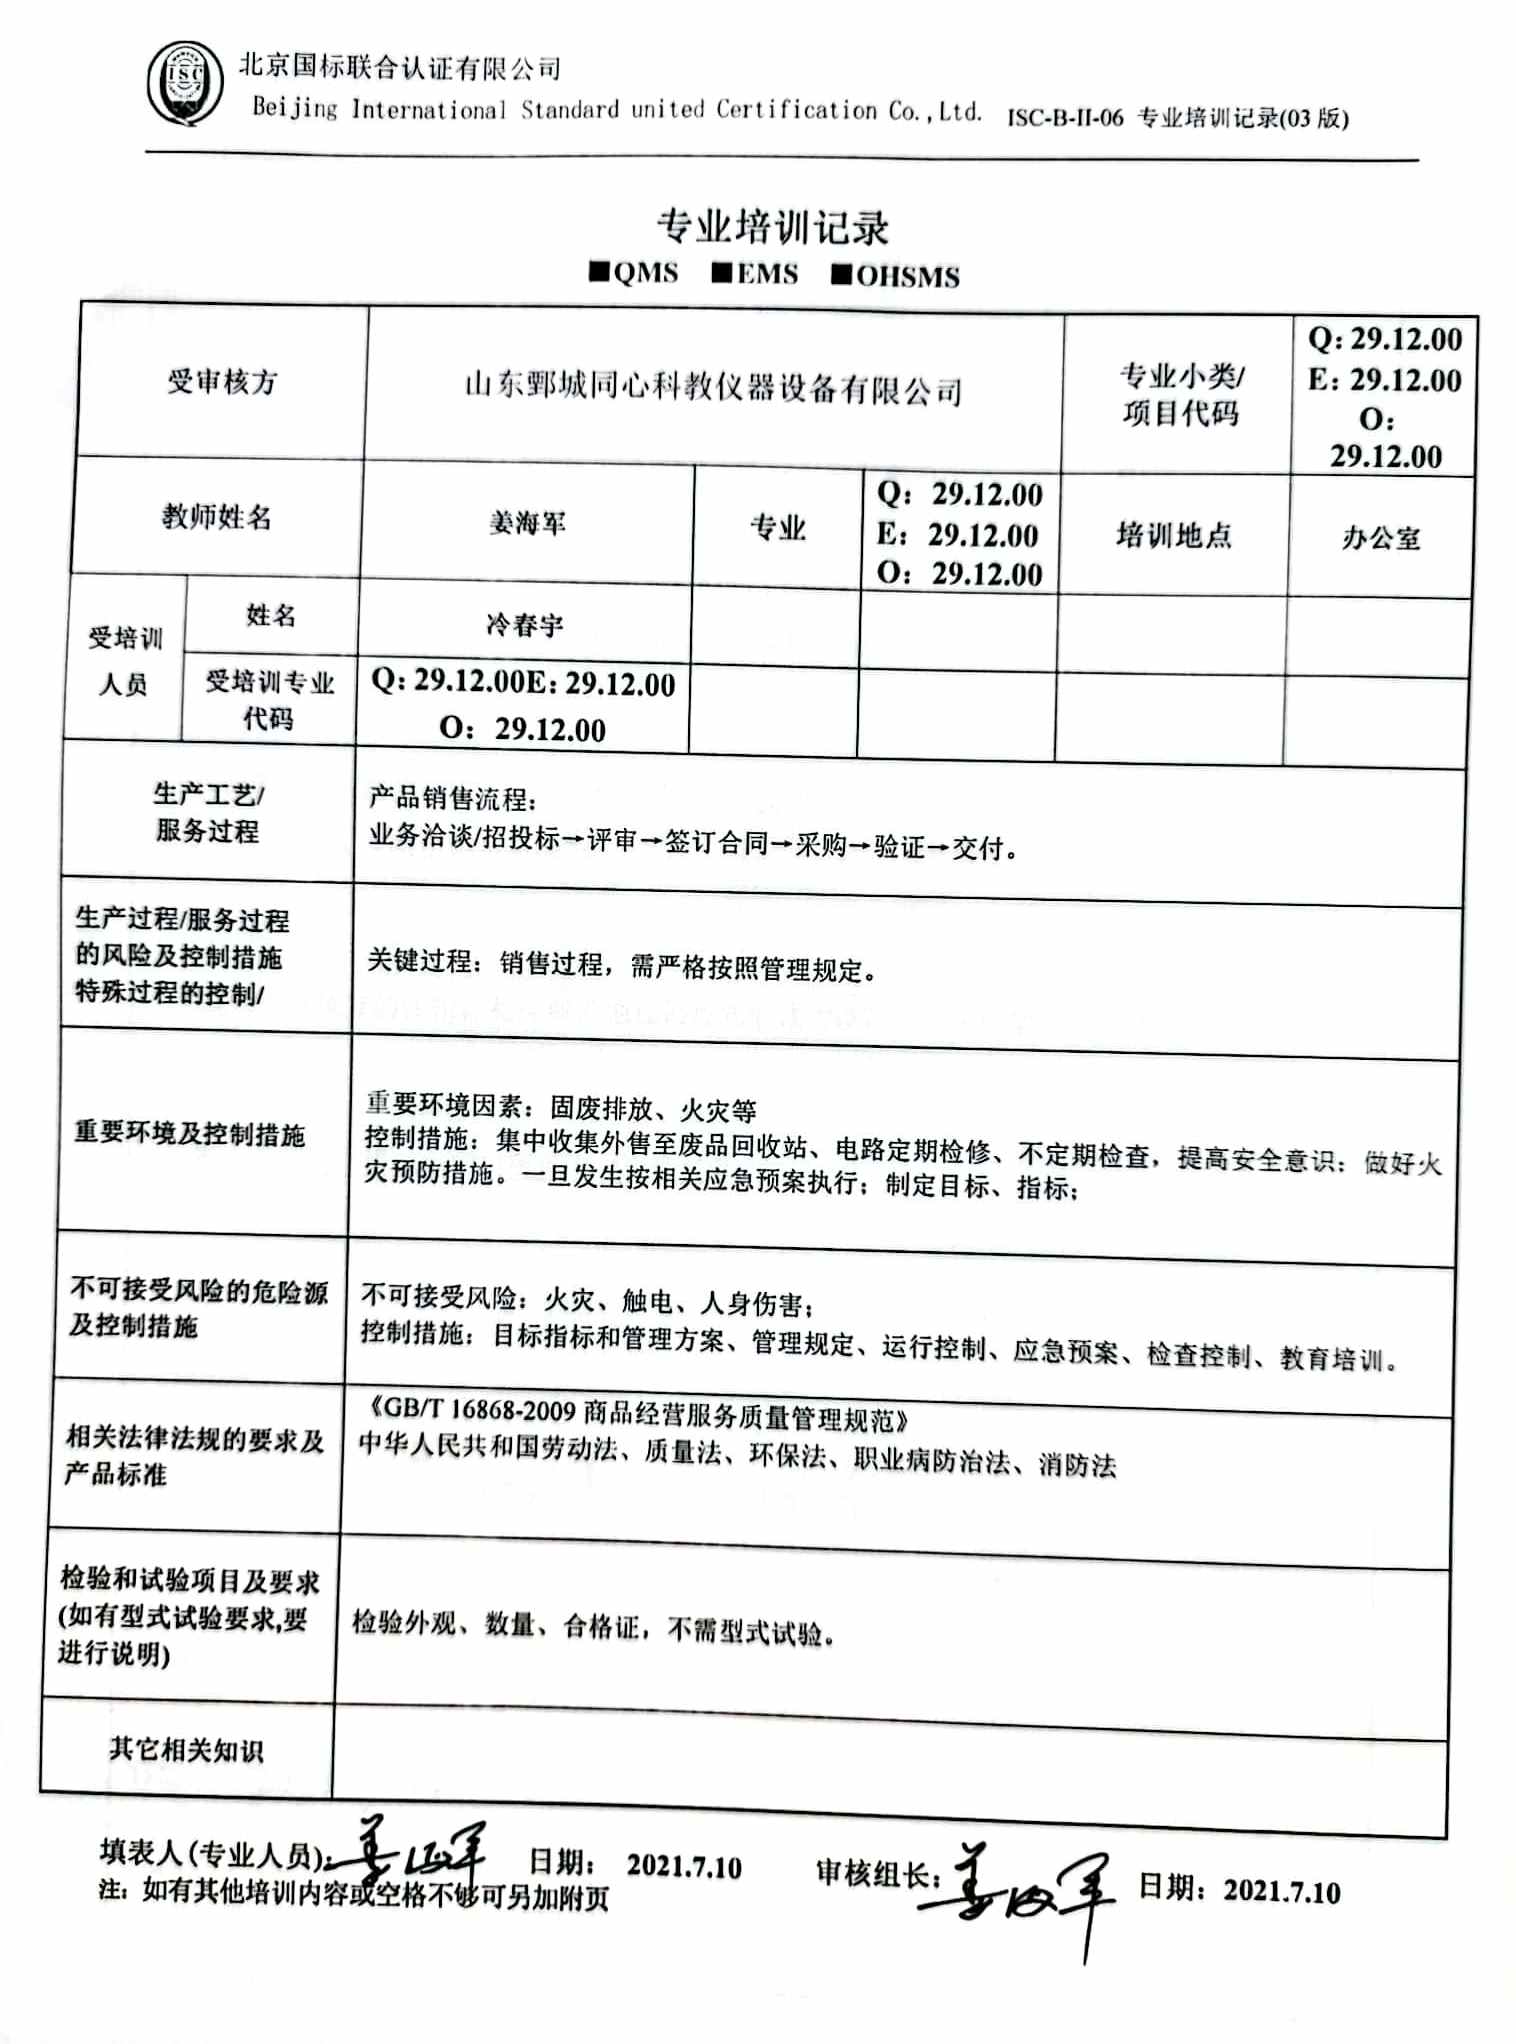 ISC
北京国标联合认证有限公司
Beijing International Standard united Certification Co.,Ltd. ISC-B-II-06 专业培训记录(03 版)
专业培训记录
■QMS ■EMS ■OHSMS
受审核方 山东鄄城同心科教仪器设备有限公司 专业小类/
项目代码
Q: 29.12.00
E: 29.12.00
O:
29.12.00
教师姓名 姜海军 专业
Q: 29.12.00
E: 29.12.00
O: 29.12.00
培训地点 办公室
受培训
人员
姓名 冷春宇
受培训专业
代码
Q: 29.12.00E: 29.12.00
O: 29.12.00
生产工艺/
服务过程
产品销售流程:
业务洽谈/招投标→评审→签订合同→采购→验证→交付。
生产过程/服务过程
的风险及控制措施
特殊过程的控制/
关键过程：销售过程，需严格按照管理规定。
重要环境及控制措施
重要环境因素：固废排放、火灾等
控制措施：集中收集外售至废品回收站、电路定期检修、不定期检查，提高安全意识；做好火
灾预防措施。一旦发生按相关应急预案执行；制定目标、指标；
不可接受风险的危险源
及控制措施
不可接受风险：火灾、触电、人身伤害；
控制措施：目标指标和管理方案、管理规定、运行控制、应急预案、检查控制、教育培训。
相关法律法规的要求及
产品标准
《GB/T 16868-2009 商品经营服务质量管理规范》
中华人民共和国劳动法、质量法、环保法、职业病防治法、消防法
检验和试验项目及要求
(如有型式试验要求,要
进行说明)
检验外观、数量、合格证，不需型式试验。
其它相关知识
填表人(专业人员): 姜海军 日期： 2021.7.10 审核组长: 姜海军 日期：2021.7.10
注：如有其他培训内容或空格不够可另加附页